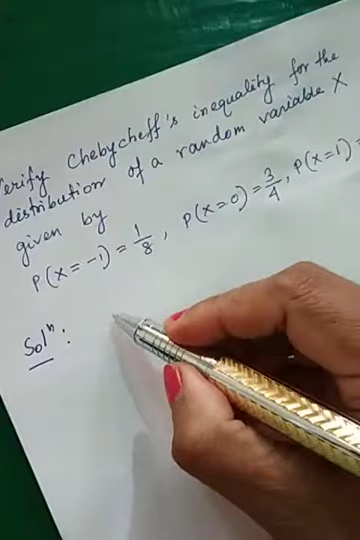 Verify Chebycheff's inequality for the
distribution of a random variable X
given by
P(X=-1) = 1/8, P(X=0) = 3/4, P(X=1) =
Solⁿ: